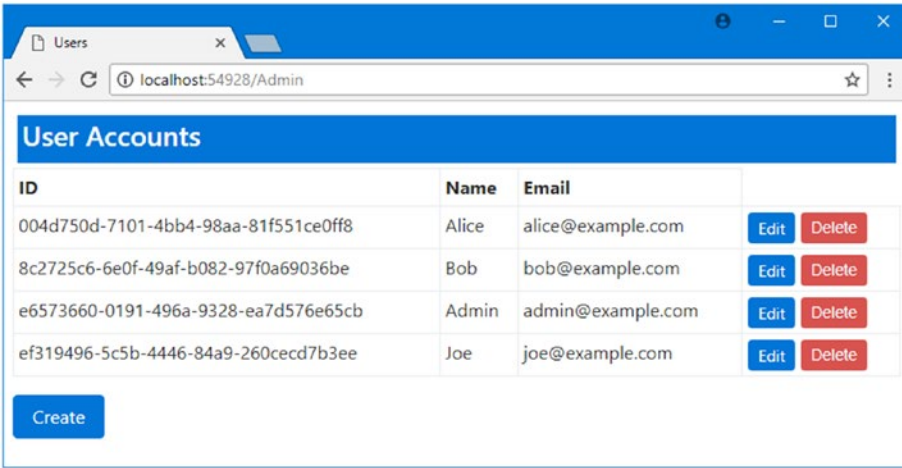 Users
localhost:54928/Admin
User Accounts
ID Name Email
004d750d-7101-4bb4-98aa-81f551ce0ff8 Alice alice@example.com Edit Delete
8c2725c6-6e0f-49af-b082-97f0a69036be Bob bob@example.com Edit Delete
e6573660-0191-496a-9328-ea7d576e65cb Admin admin@example.com Edit Delete
ef319496-5c5b-4446-84a9-260cecd7b3ee Joe joe@example.com Edit Delete
Create